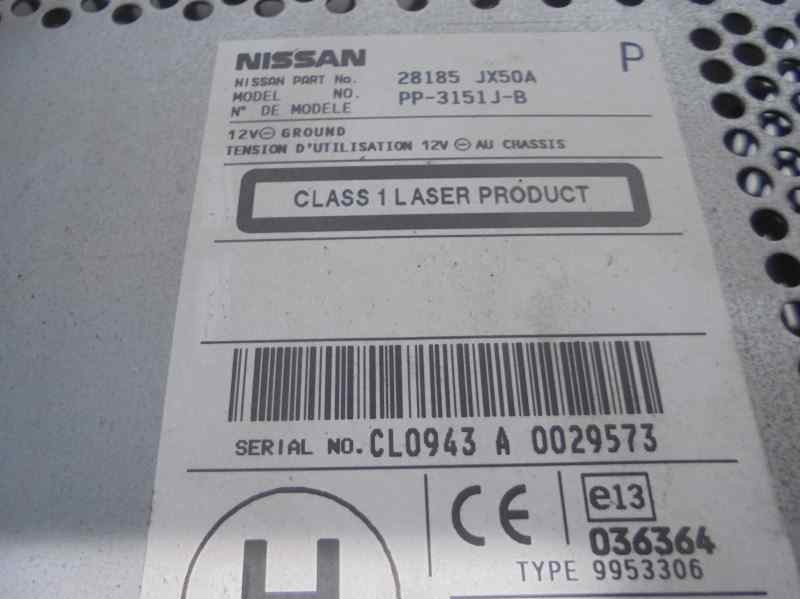 NISSAN P
NISSAN PART No. 28185 JX50A
MODEL NO. PP-3151J-B
N° DE MODELE
12V⊖ GROUND
TENSION D'UTILISATION 12V ⊖ AU CHASSIS
CLASS 1 LASER PRODUCT
SERIAL NO. CL0943 A 0029573
H CE e13
036364
TYPE 9953306